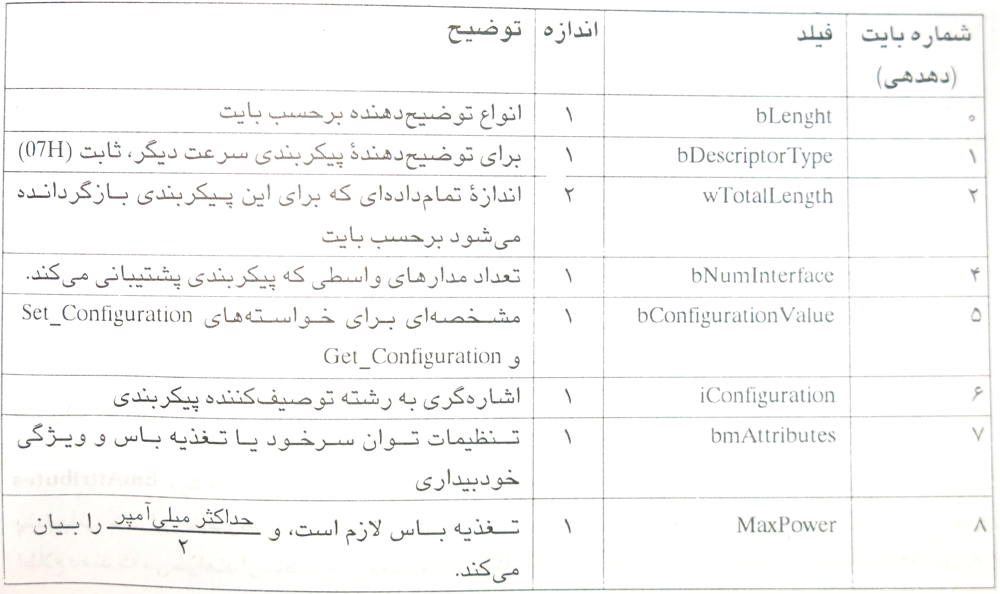 شماره بایت فیلد اندازه توضیح
(دهدهی)
۰ bLenght ۱ انواع توضیح‌دهنده برحسب بایت
۱ bDescriptorType ۱ برای توضیح‌دهندهٔ پیکربندی سرعت دیگر، ثابت (07H)
۲ wTotalLength ۲ اندازهٔ تمام‌داده‌ای که برای این پیکربندی بازگردانده
می‌شود برحسب بایت
۴ bNumInterface ۱ تعداد مدارهای واسطی که پیکربندی پشتیبانی می‌کند.
۵ bConfigurationValue ۱ مشخصه‌ای برای خواسته‌های Set_Configuration
و Get_Configuration
۶ iConfiguration ۱ اشاره‌گری به رشته توصیف‌کننده پیکربندی
۷ bmAttributes ۱ تنظیمات توان سرخود یا تغذیه باس و ویژگی
خودبیداری
۸ MaxPower ۱ تغذیه باس لازم است، و حداکثر میلی‌آمپر را بیان
۲
می‌کند.